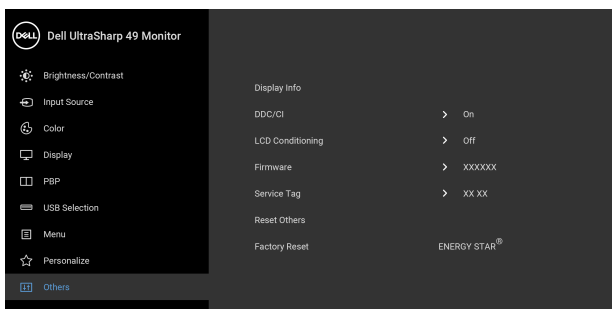 DELL Dell UltraSharp 49 Monitor
Brightness/Contrast
Input Source
Color
Display
PBP
USB Selection
Menu
Personalize
Others
Display Info
DDC/CI > On
LCD Conditioning > Off
Firmware > XXXXXX
Service Tag > XX XX
Reset Others
Factory Reset ENERGY STAR®